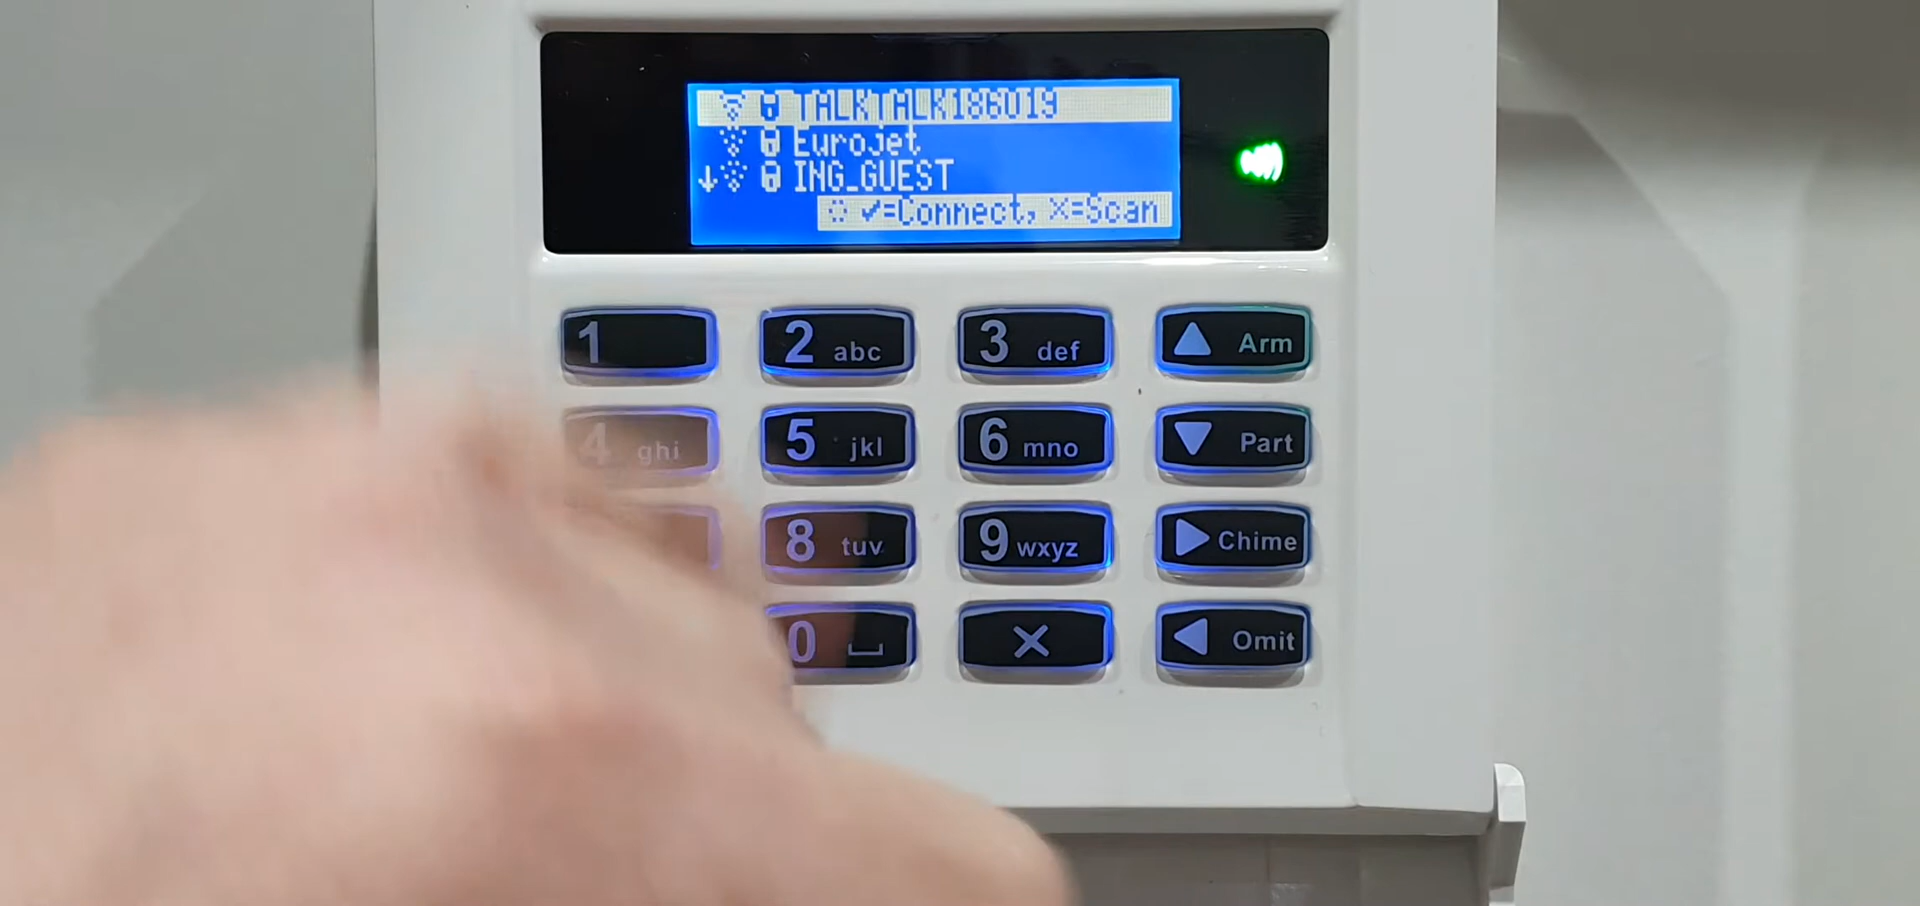 TALKTALK186019
Eurojet
ING_GUEST
✓=Connect, X=Scan
1
2 abc
3 def
▲ Arm
4 ghi
5 jkl
6 mno
▼ Part
8 tuv
9 wxyz
▶ Chime
0 ⎵
X
◀ Omit